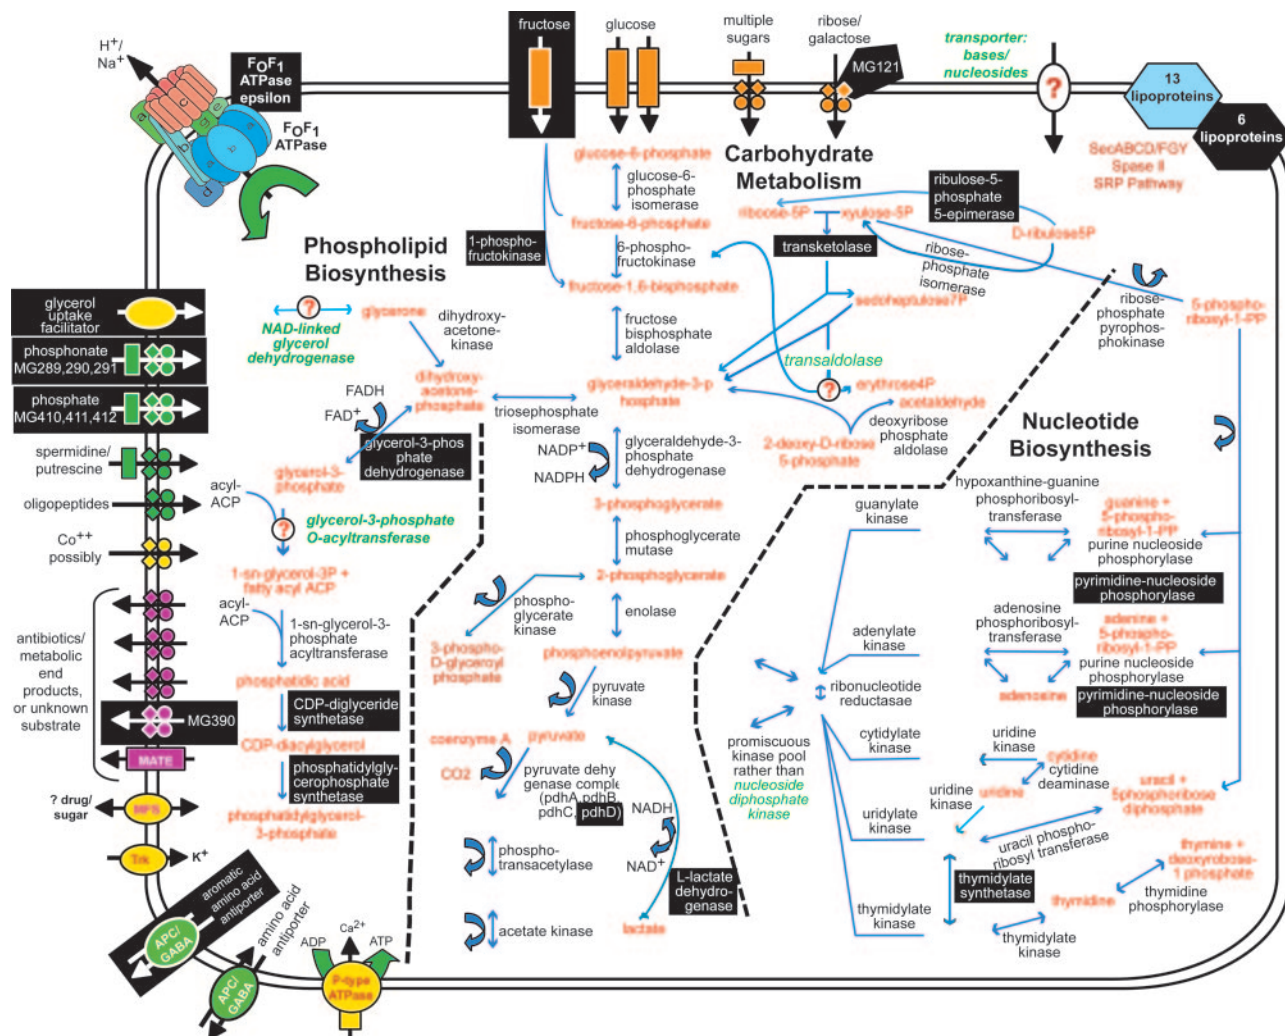 H+/
Na+
FOF1
ATPase
epsilon
FOF1
ATPase
a
c
b
g
e
a
b
a
d
d
fructose
glucose
multiple
sugars
ribose/
galactose
MG121
transporter:
bases/
nucleosides
?
13
lipoproteins
6
lipoproteins
SecABCD/FGY
Spase II
SRP Pathway
Carbohydrate
Metabolism
glucose-6-phosphate
glucose-6-
phosphate
isomerase
fructose-6-phosphate
1-phospho-
fructokinase
6-phospho-
fructokinase
fructose-1,6-bisphosphate
fructose
bisphosphate
aldolase
riboose-5P
xyulose-5P
ribulose-5-
phosphate
5-epimerase
D-ribulose5P
transketolase
ribose-
phosphate
isomerase
sedoheptulose7P
ribose-
phosphate
pyrophos-
phokinase
5-phospho-
ribosyl-1-PP
transaldolase
?
erythrose4P
acetaldehyde
glyceraldehyde-3-p
hosphate
2-deoxy-D-ribose
5-phosphate
deoxyribose
phosphate
aldolase
Phospholipid
Biosynthesis
?
glycerone
NAD-linked
glycerol
dehydrogenase
dihydroxy-
acetone-
kinase
dihydroxy-
acetone-
phosphate
FADH
FAD+
triosephosphate
isomerase
glycerol-3-phos
phate
dehydrogenase
glycerol-3-
phosphate
acyl-
ACP
?
glycerol-3-phosphate
O-acyltransferase
1-sn-glycerol-3P +
fatty acyl ACP
acyl-
ACP
1-sn-glycerol-3-
phosphate
acyltransferase
phosphatidic acid
CDP-diglyceride
synthetase
CDP-diacylglycerol
phosphatidylgly-
cerophosphate
synthetase
phosphatidylglycerol-
3-phosphate
NADP+
NADPH
glyceraldehyde-3-
phosphate
dehydrogenase
3-phosphoglycerate
phosphoglycerate
mutase
2-phosphoglycerate
phospho-
glycerate
kinase
enolase
3-phospho-
D-glyceroyl
phosphate
phosphoenolpyruvate
pyruvate
kinase
coenzyme A
CO2
pyruvate
pyruvate dehy
genase comple
(pdhA, pdhB,
pdhC, pdhD)
NADH
NAD+
phospho-
transacetylase
L-lactate
dehydro-
genase
acetate kinase
lactate
glycerol
uptake
facilitator
phosphonate
MG289,290,291
phosphate
MG410,411,412
spermidine/
putrescine
oligopeptides
Co++
possibly
antibiotics/
metabolic
end
products,
or unknown
substrate
MG390
MATE
? drug/
sugar
MFS
Trk
K+
aromatic
amino acid
antiporter
APC/
GABA
amino acid
antiporter
APC/
GABA
ADP
Ca2+
ATP
P-type
ATPase
Nucleotide
Biosynthesis
guanylate
kinase
hypoxanthine-guanine
phosphoribosyl-
transferase
guanine +
5-phospho-
ribosyl-1-PP
purine nucleoside
phosphorylase
pyrimidine-nucleoside
phosphorylase
adenylate
kinase
adenosine
phosphoribosyl-
transferase
adenine +
5-phospho-
ribosyl-1-PP
purine nucleoside
phosphorylase
adenosine
pyrimidine-nucleoside
phosphorylase
ribonucleotide
reductasae
promiscuous
kinase pool
rather than
nucleoside
diphosphate
kinase
cytidylate
kinase
uridine
kinase
cytidine
cytidine
deaminase
uridine
uridine
kinase
uracil +
5phosphoribose
diphosphate
uridylate
kinase
uracil phospho-
ribosyl transferase
thymine +
deoxyrobose-
1 phosphate
thymidylate
synthetase
thymidine
thymidine
phosphorylase
thymidylate
kinase
thymidylate
kinase